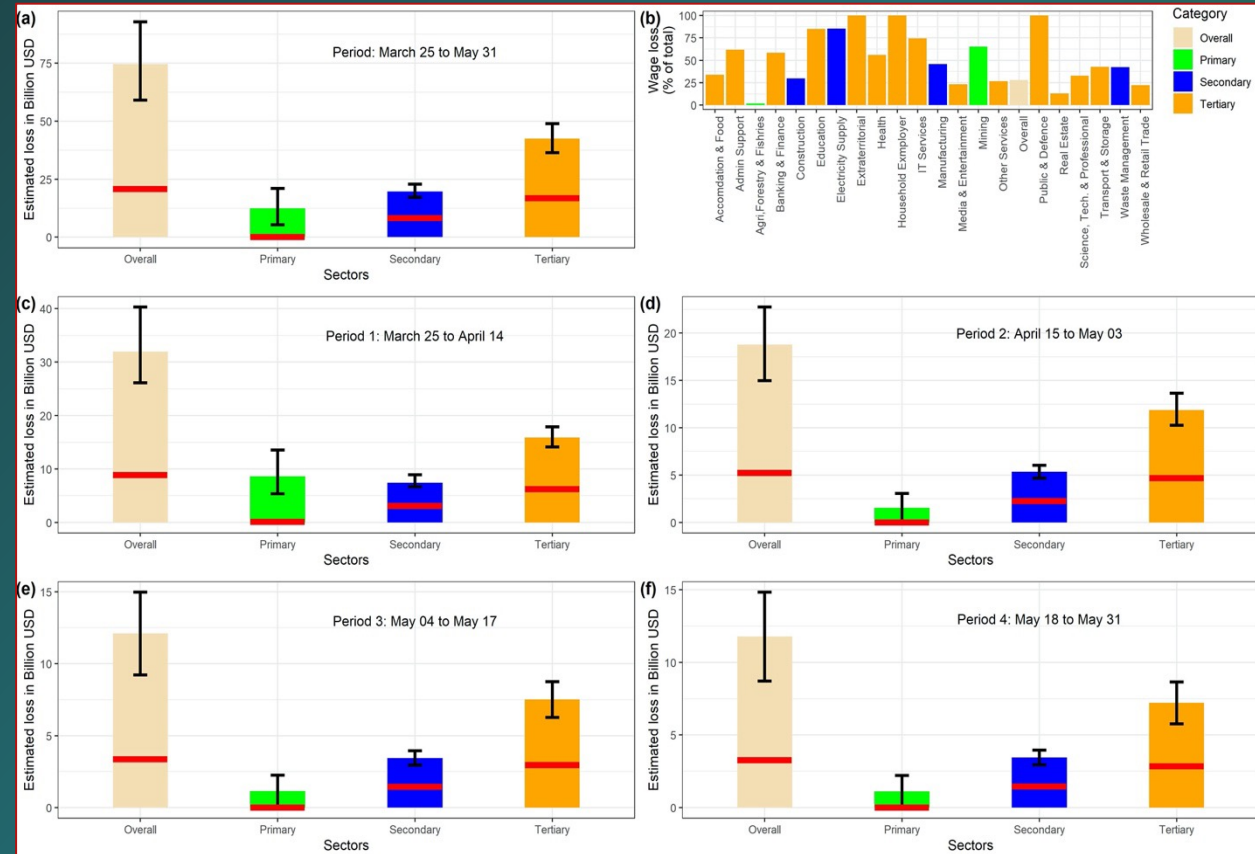 (a)
Period: March 25 to May 31
Estimated loss in Billion USD
75
50
25
0
Overall
Primary
Secondary
Tertiary
Sectors
(b)
Wage loss
(% of total)
100
75
50
25
0
Accomdation & Food
Admin Support
Agri,Forestry & Fishries
Banking & Finance
Construction
Education
Electricity Supply
Extraterritorial
Health
Household Exmployer
IT Services
Manufacturing
Media & Entertainment
Mining
Other Services
Overall
Public & Defence
Real Estate
Science, Tech. & Professional
Transport & Storage
Waste Management
Wholesale & Retail Trade
Category
Overall
Primary
Secondary
Tertiary
(c)
Period 1: March 25 to April 14
Estimated loss in Billion USD
40
30
20
10
0
Overall
Primary
Secondary
Tertiary
Sectors
(d)
Period 2: April 15 to May 03
Estimated loss in Billion USD
20
15
10
5
0
Overall
Primary
Secondary
Tertiary
Sectors
(e)
Period 3: May 04 to May 17
Estimated loss in Billion USD
15
10
5
0
Overall
Primary
Secondary
Tertiary
Sectors
(f)
Period 4: May 18 to May 31
Estimated loss in Billion USD
15
10
5
0
Overall
Primary
Secondary
Tertiary
Sectors